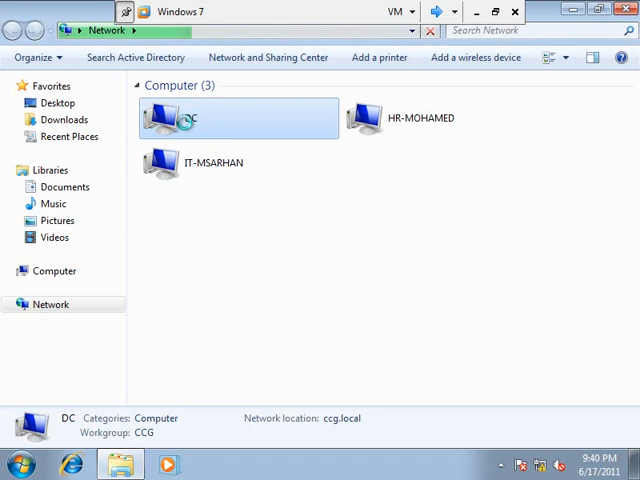 Windows 7
VM
Network
Search Network
Organize
Search Active Directory
Network and Sharing Center
Add a printer
Add a wireless device
Favorites
Desktop
Downloads
Recent Places
Libraries
Documents
Music
Pictures
Videos
Computer
Network
Computer (3)
DC
HR-MOHAMED
IT-MSARHAN
DC Categories: Computer Network location: ccg.local
Workgroup: CCG
9:40 PM
6/17/2011